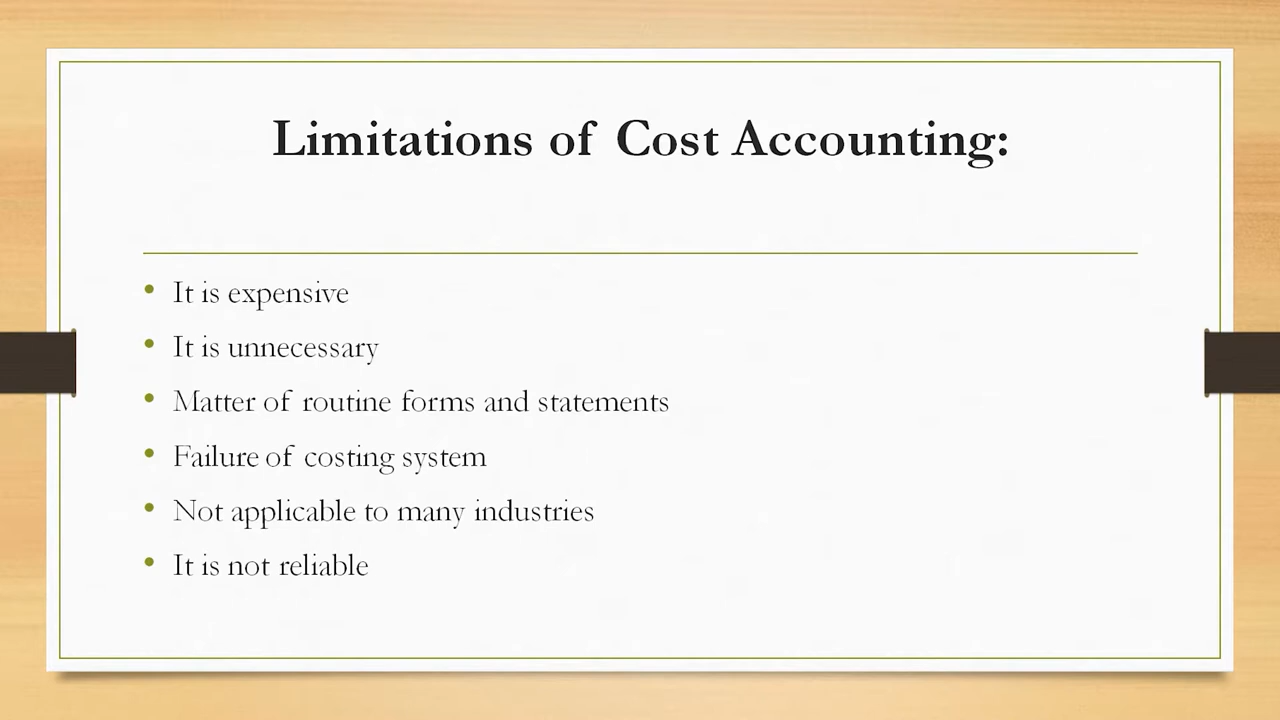 Limitations of Cost Accounting:
• It is expensive
• It is unnecessary
• Matter of routine forms and statements
• Failure of costing system
• Not applicable to many industries
• It is not reliable